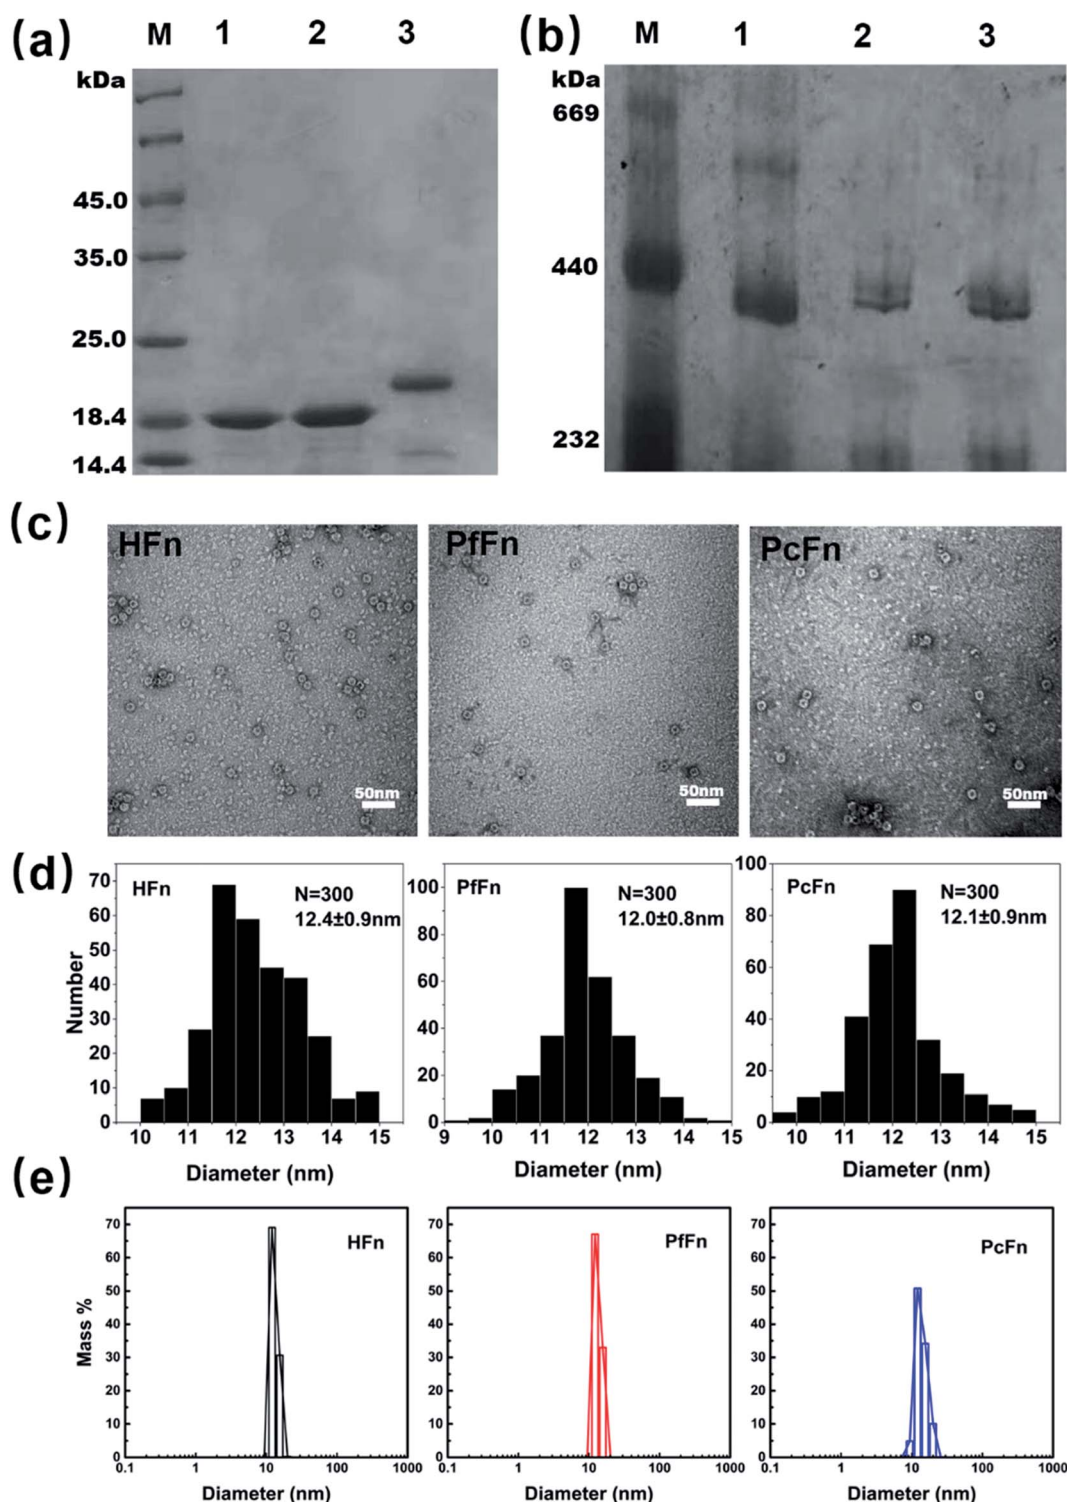 (a) M 1 2 3
kDa
45.0
35.0
25.0
18.4
14.4
(b) M 1 2 3
kDa
669
440
232
(c)
HFn
50nm
PfFn
50nm
PcFn
50nm
(d)
Number
70
60
50
40
30
20
10
0
HFn
N=300
12.4±0.9nm
10 11 12 13 14 15
Diameter (nm)
100
80
60
40
20
0
PfFn
N=300
12.0±0.8nm
9 10 11 12 13 14 15
Diameter (nm)
100
80
60
40
20
0
PcFn
N=300
12.1±0.9nm
10 11 12 13 14 15
Diameter (nm)
(e)
Mass %
70
60
50
40
30
20
10
0
HFn
0.1 1 10 100 1000
Diameter (nm)
70
60
50
40
30
20
10
0
PfFn
0.1 1 10 100 1000
Diameter (nm)
70
60
50
40
30
20
10
0
PcFn
0.1 1 10 100 1000
Diameter (nm)